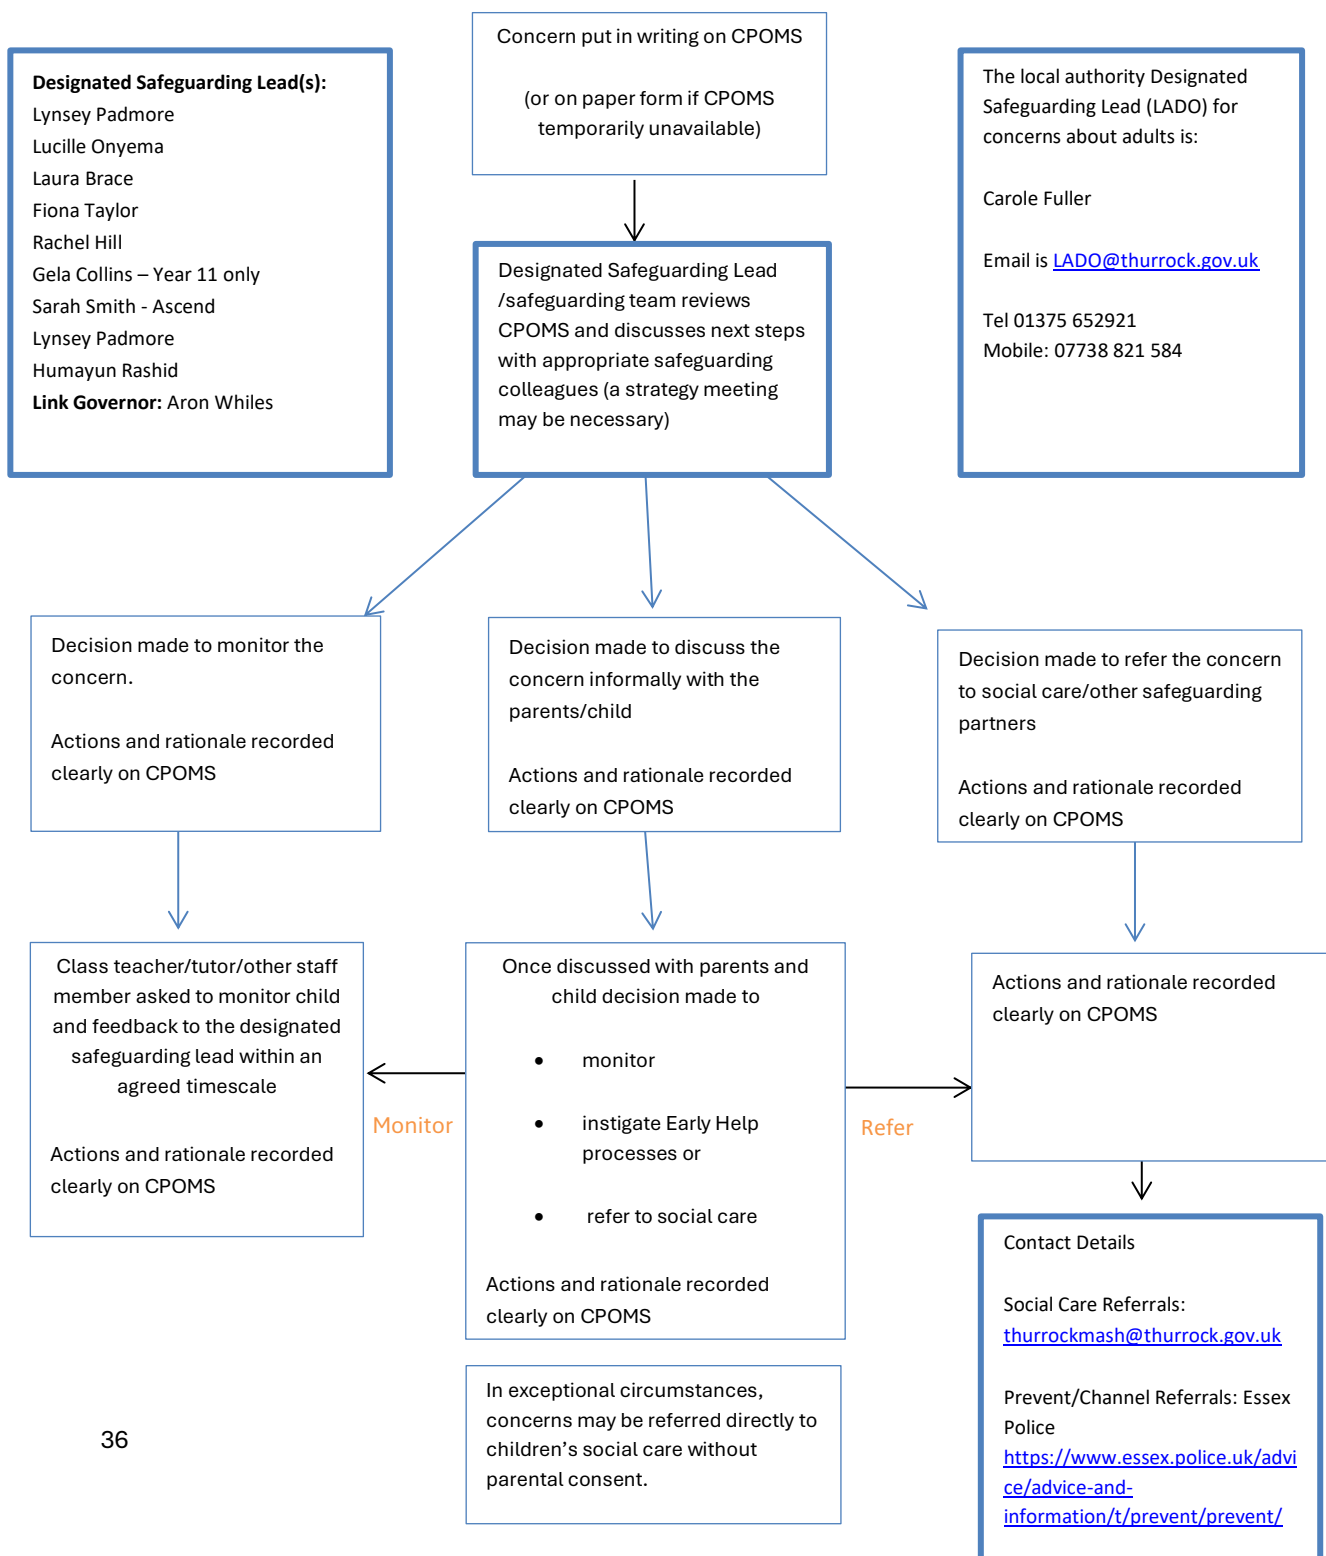 Concern put in writing on CPOMS
(or on paper form if CPOMS
temporarily unavailable)
Designated Safeguarding Lead(s):
Lynsey Padmore
Lucille Onyema
Laura Brace
Fiona Taylor
Rachel Hill
Gela Collins – Year 11 only
Sarah Smith - Ascend
Lynsey Padmore
Humayun Rashid
Link Governor: Aron Whiles
The local authority Designated
Safeguarding Lead (LADO) for
concerns about adults is:
Carole Fuller
Email is LADO@thurrock.gov.uk
Tel 01375 652921
Mobile: 07738 821 584
Designated Safeguarding Lead
/safeguarding team reviews
CPOMS and discusses next steps
with appropriate safeguarding
colleagues (a strategy meeting
may be necessary)
Decision made to monitor the
concern.
Actions and rationale recorded
clearly on CPOMS
Decision made to discuss the
concern informally with the
parents/child
Actions and rationale recorded
clearly on CPOMS
Decision made to refer the concern
to social care/other safeguarding
partners
Actions and rationale recorded
clearly on CPOMS
Class teacher/tutor/other staff
member asked to monitor child
and feedback to the designated
safeguarding lead within an
agreed timescale
Actions and rationale recorded
clearly on CPOMS
Monitor
Once discussed with parents and
child decision made to
• monitor
• instigate Early Help
processes or
• refer to social care
Actions and rationale recorded
clearly on CPOMS
Refer
Actions and rationale recorded
clearly on CPOMS
In exceptional circumstances,
concerns may be referred directly to
children’s social care without
parental consent.
Contact Details
Social Care Referrals:
thurrockmash@thurrock.gov.uk
Prevent/Channel Referrals: Essex
Police
https://www.essex.police.uk/advi
ce/advice-and-
information/t/prevent/prevent/
36